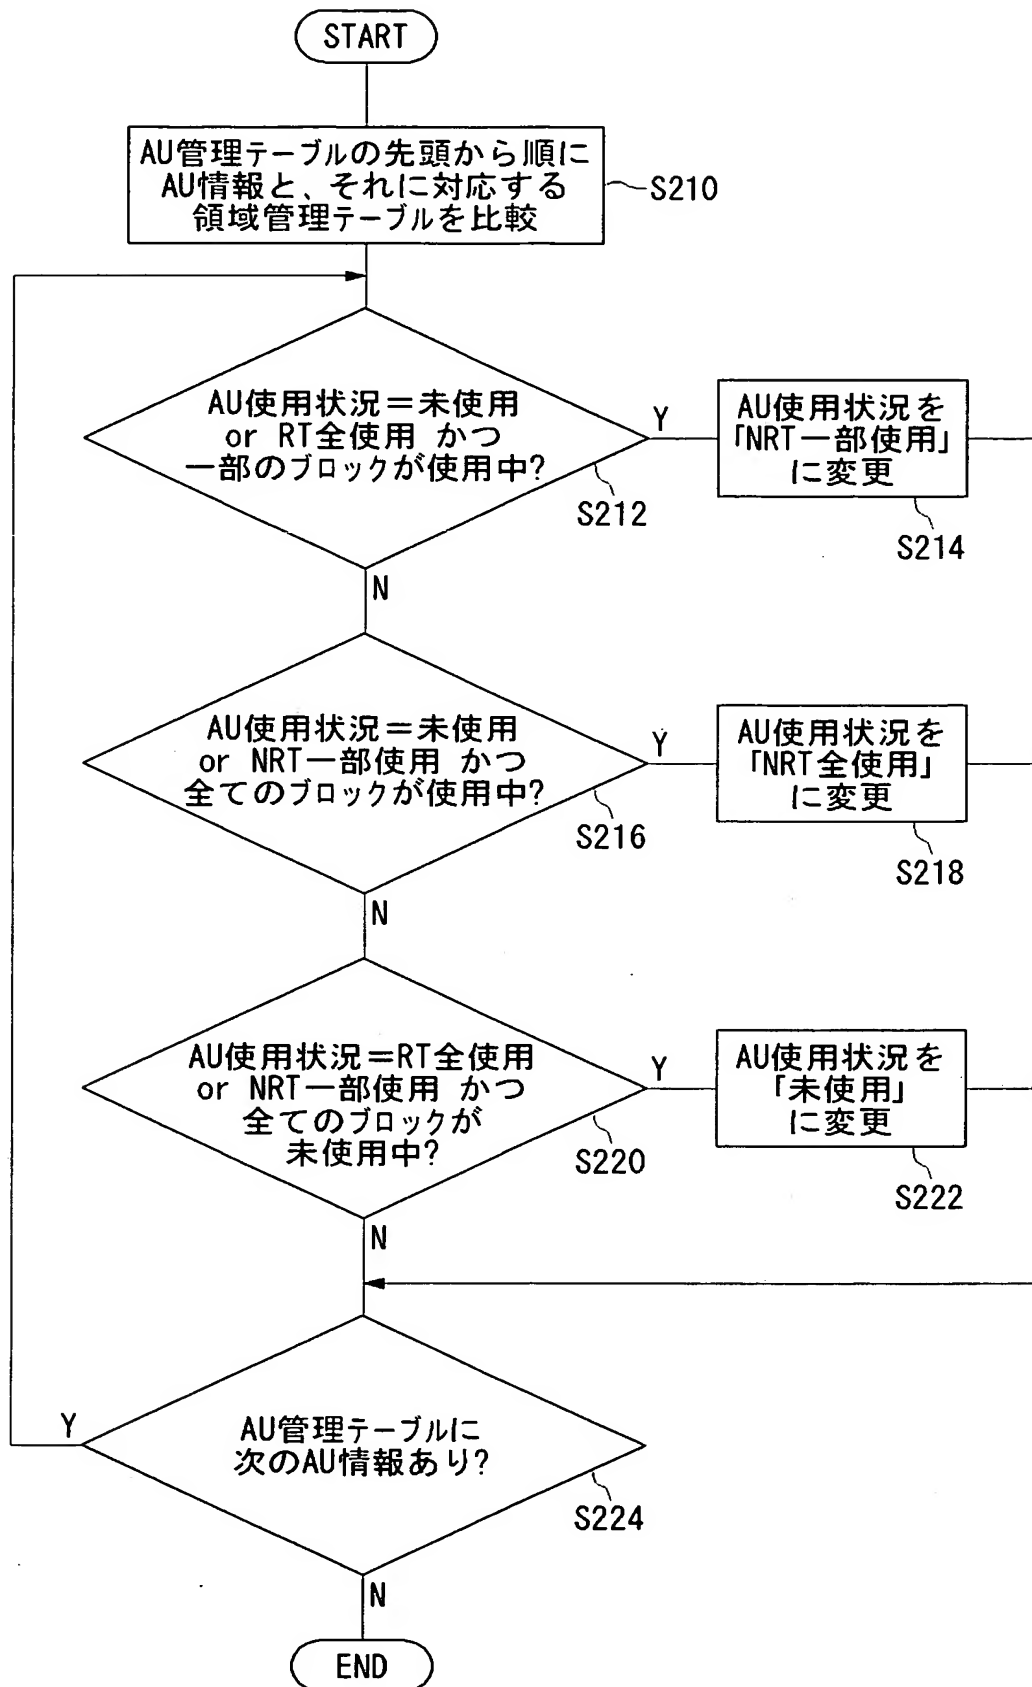 START
AU管理テーブルの先頭から順に
AU情報と、それに対応する
領域管理テーブルを比較
S210
AU使用状況=未使用
or RT全使用 かつ
一部のブロックが使用中?
S212
Y
AU使用状況を
「NRT一部使用」
に変更
S214
N
AU使用状況=未使用
or NRT一部使用 かつ
全てのブロックが使用中?
S216
Y
AU使用状況を
「NRT全使用」
に変更
S218
N
AU使用状況=RT全使用
or NRT一部使用 かつ
全てのブロックが
未使用中?
S220
Y
AU使用状況を
「未使用」
に変更
S222
N
AU管理テーブルに
次のAU情報あり?
S224
Y
N
END